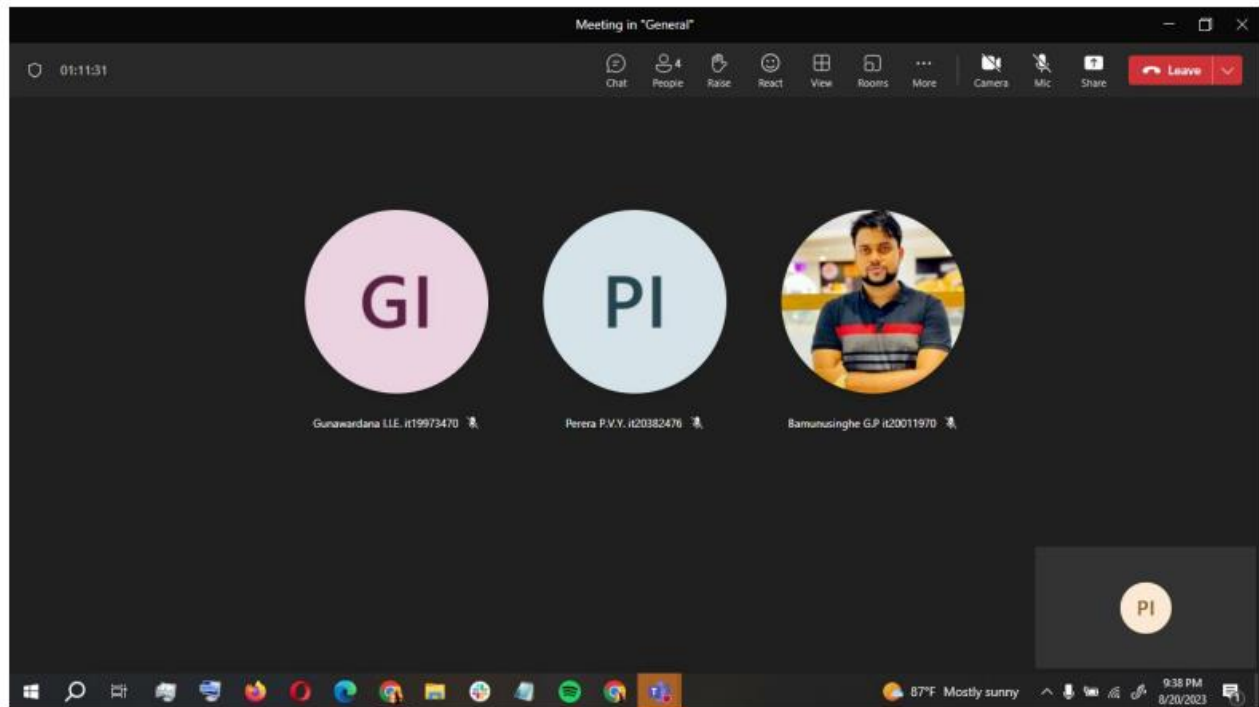 Meeting in "General"
01:11:31
Chat
People 4
Raise
React
View
Rooms
More
Camera
Mic
Share
Leave
GI
PI
Gunawardana I.I.E. it19973470
Perera P.V.Y. it20382476
Bamunusinghe G.P it20011970
PI
87°F Mostly sunny
9:38 PM
8/20/2023
1